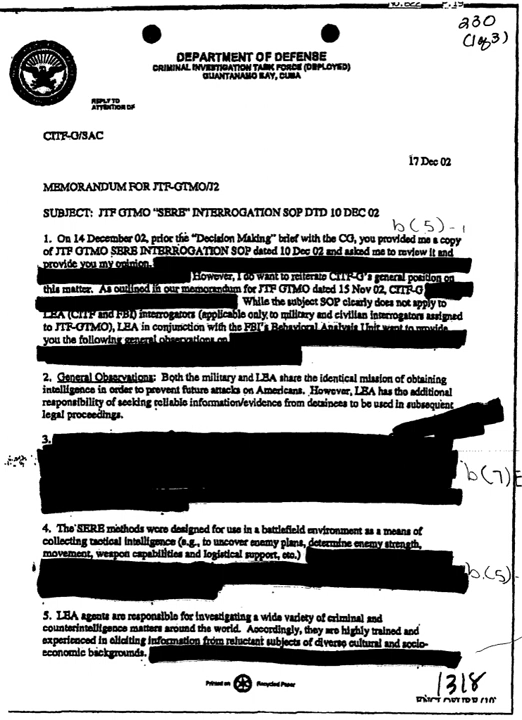 230
(1 of 3)
DEPARTMENT OF DEFENSE
CRIMINAL INVESTIGATION TASK FORCE (DEPLOYED)
GUANTANAMO BAY, CUBA
REPLY TO
ATTENTION OF
CITF-G/SAC
17 Dec 02
MEMORANDUM FOR JTF-GTMO/J2
SUBJECT: JTF GTMO "SERE" INTERROGATION SOP DTD 10 DEC 02
b(5)-1
1. On 14 December 02, prior the "Decision Making" brief with the CG, you provided me a copy
of JTF GTMO SERE INTERROGATION SOP dated 10 Dec 02 and asked me to review it and
provide you my opinion.
However, I do want to reiterate CITF-G's general position on
this matter. As outlined in our memorandum for JTF GTMO dated 15 Nov 02, CITF-G
While the subject SOP clearly does not apply to
LEA (CITF and FBI) interrogators (applicable only to military and civilian interrogators assigned
to JTF-GTMO), LEA in conjunction with the FBI's Behavioral Analysis Unit want to provide
you the following general observations on
2. General Observations: Both the military and LEA share the identical mission of obtaining
intelligence in order to prevent future attacks on Americans. However, LEA has the additional
responsibility of seeking reliable information/evidence from detainees to be used in subsequent
legal proceedings.
3.
b(7)E
4. The SERE methods were designed for use in a battlefield environment as a means of
collecting tactical intelligence (e.g., to uncover enemy plans, determine enemy strength,
movement, weapon capabilities and logistical support, etc.)
b(5)-
5. LEA agents are responsible for investigating a wide variety of criminal and
counterintelligence matters around the world. Accordingly, they are highly trained and
experienced in eliciting information from reluctant subjects of diverse cultural and socio-
economic backgrounds.
Printed on Recycled Paper
1318